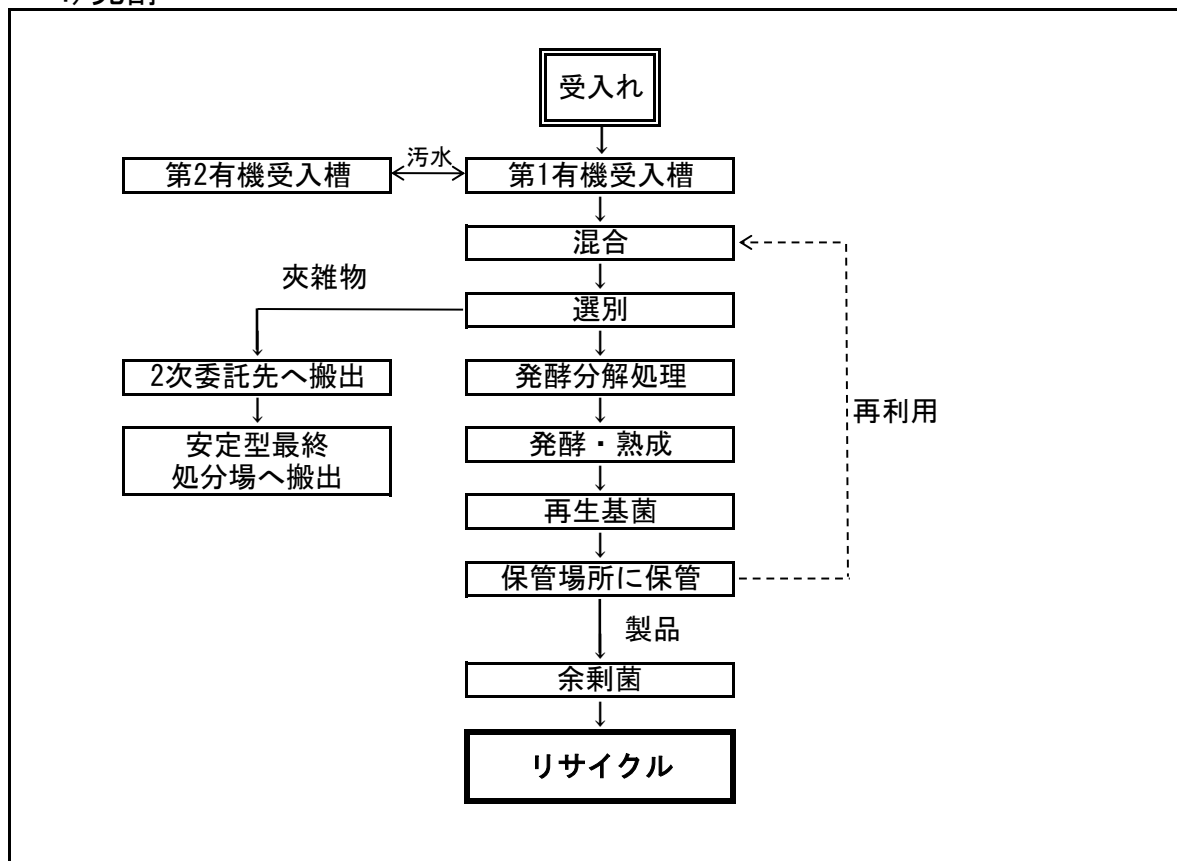 受入れ
汚水
第2有機受入槽
第1有機受入槽
混合
夾雑物
選別
2次委託先へ搬出
発酵分解処理
再利用
安定型最終
処分場へ搬出
発酵・熟成
再生基菌
保管場所に保管
製品
余剰菌
リサイクル